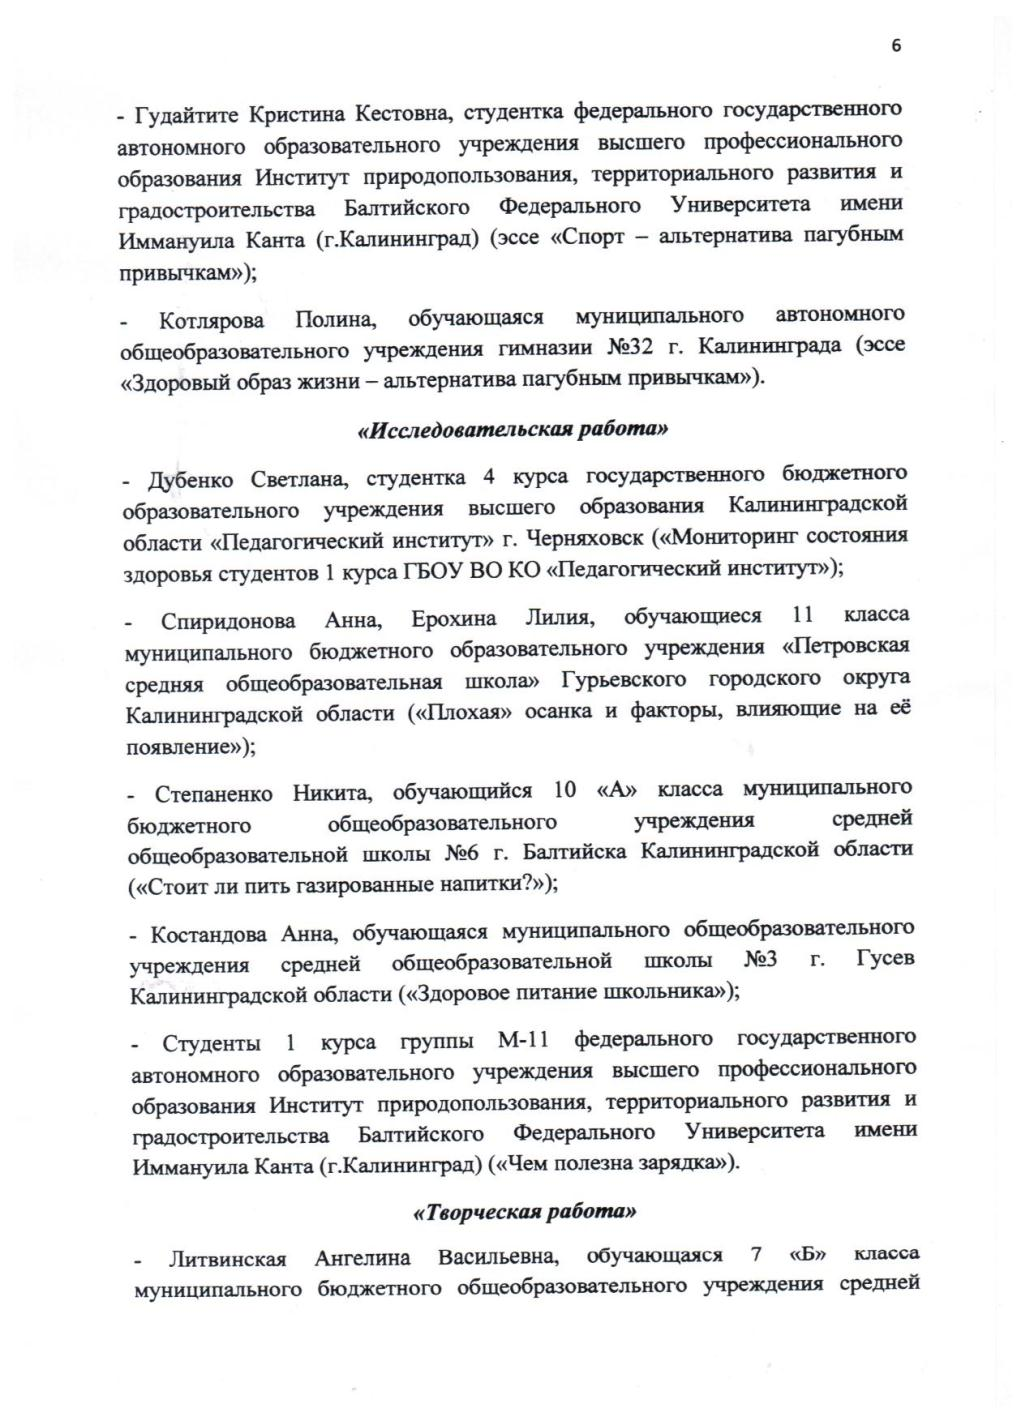 6
- Гудайтите Кристина Кестовна, студентка федерального государственного
автономного образовательного учреждения высшего профессионального
образования Институт природопользования, территориального развития и
градостроительства Балтийского Федерального Университета имени
Иммануила Канта (г.Калининград) (эссе «Спорт – альтернатива пагубным
привычкам»);
- Котлярова Полина, обучающаяся муниципального автономного
общеобразовательного учреждения гимназии №32 г. Калининграда (эссе
«Здоровый образ жизни – альтернатива пагубным привычкам»).
«Исследовательская работа»
- Дубенко Светлана, студентка 4 курса государственного бюджетного
образовательного учреждения высшего образования Калининградской
области «Педагогический институт» г. Черняховск («Мониторинг состояния
здоровья студентов 1 курса ГБОУ ВО КО «Педагогический институт»);
- Спиридонова Анна, Ерохина Лилия, обучающиеся 11 класса
муниципального бюджетного образовательного учреждения «Петровская
средняя общеобразовательная школа» Гурьевского городского округа
Калининградской области («Плохая» осанка и факторы, влияющие на её
появление»);
- Степаненко Никита, обучающийся 10 «А» класса муниципального
бюджетного общеобразовательного учреждения средней
общеобразовательной школы №6 г. Балтийска Калининградской области
(«Стоит ли пить газированные напитки?»);
- Костандова Анна, обучающаяся муниципального общеобразовательного
учреждения средней общеобразовательной школы №3 г. Гусев
Калининградской области («Здоровое питание школьника»);
- Студенты 1 курса группы М-11 федерального государственного
автономного образовательного учреждения высшего профессионального
образования Институт природопользования, территориального развития и
градостроительства Балтийского Федерального Университета имени
Иммануила Канта (г.Калининград) («Чем полезна зарядка»).
«Творческая работа»
- Литвинская Ангелина Васильевна, обучающаяся 7 «Б» класса
муниципального бюджетного общеобразовательного учреждения средней